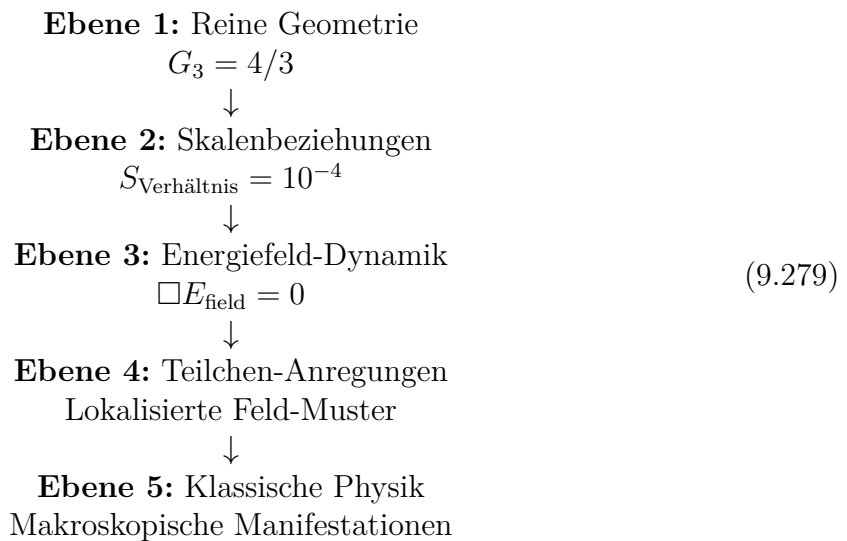 Ebene 1: Reine Geometrie
G₃ = 4/3
↓
Ebene 2: Skalenbeziehungen
S_Verhältnis = 10⁻⁴
↓
Ebene 3: Energiefeld-Dynamik
□E_field = 0
(9.279)
↓
Ebene 4: Teilchen-Anregungen
Lokalisierte Feld-Muster
↓
Ebene 5: Klassische Physik
Makroskopische Manifestationen